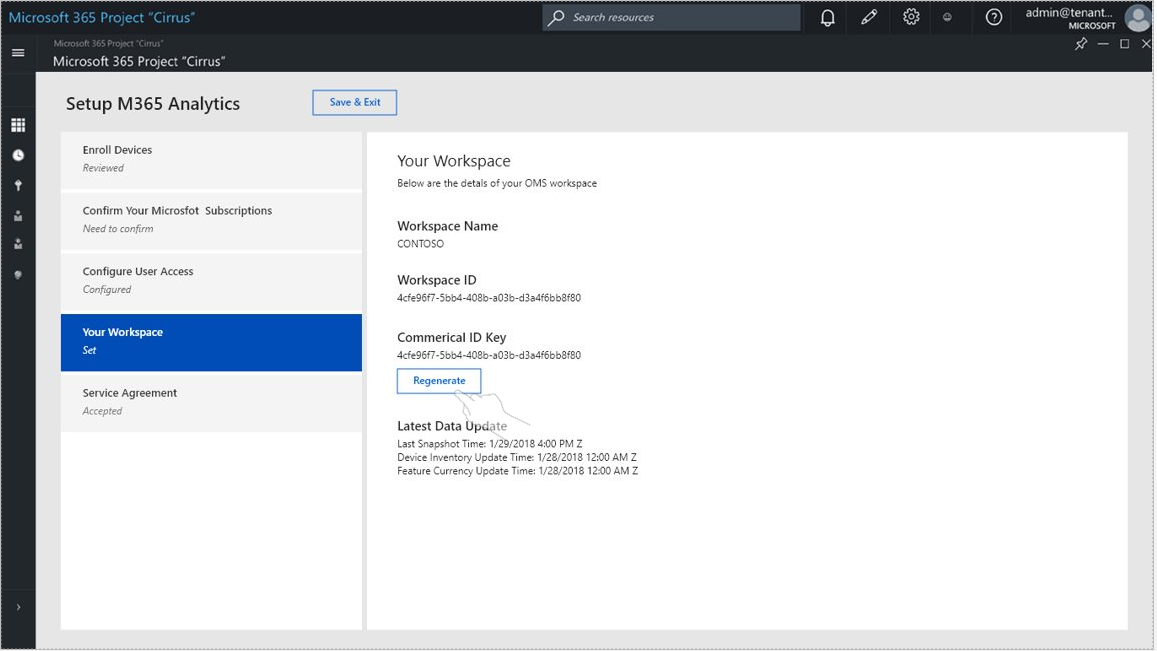 Microsoft 365 Project “Cirrus”
Search resources
admin@tenant...
MICROSOFT
Microsoft 365 Project “Cirrus”
Microsoft 365 Project “Cirrus”
Setup M365 Analytics
Save & Exit
Enroll Devices
Reviewed
Confirm Your Microsfot Subscriptions
Need to confirm
Configure User Access
Configured
Your Workspace
Set
Service Agreement
Accepted
Your Workspace
Below are the detals of your OMS workspace
Workspace Name
CONTOSO
Workspace ID
4cfe96f7-5bb4-408b-a03b-d3a4f6bb8f80
Commerical ID Key
4cfe96f7-5bb4-408b-a03b-d3a4f6bb8f80
Regenerate
Latest Data Update
Last Snapshot Time: 1/29/2018 4:00 PM Z
Device Inventory Update Time: 1/28/2018 12:00 AM Z
Feature Currency Update Time: 1/28/2018 12:00 AM Z